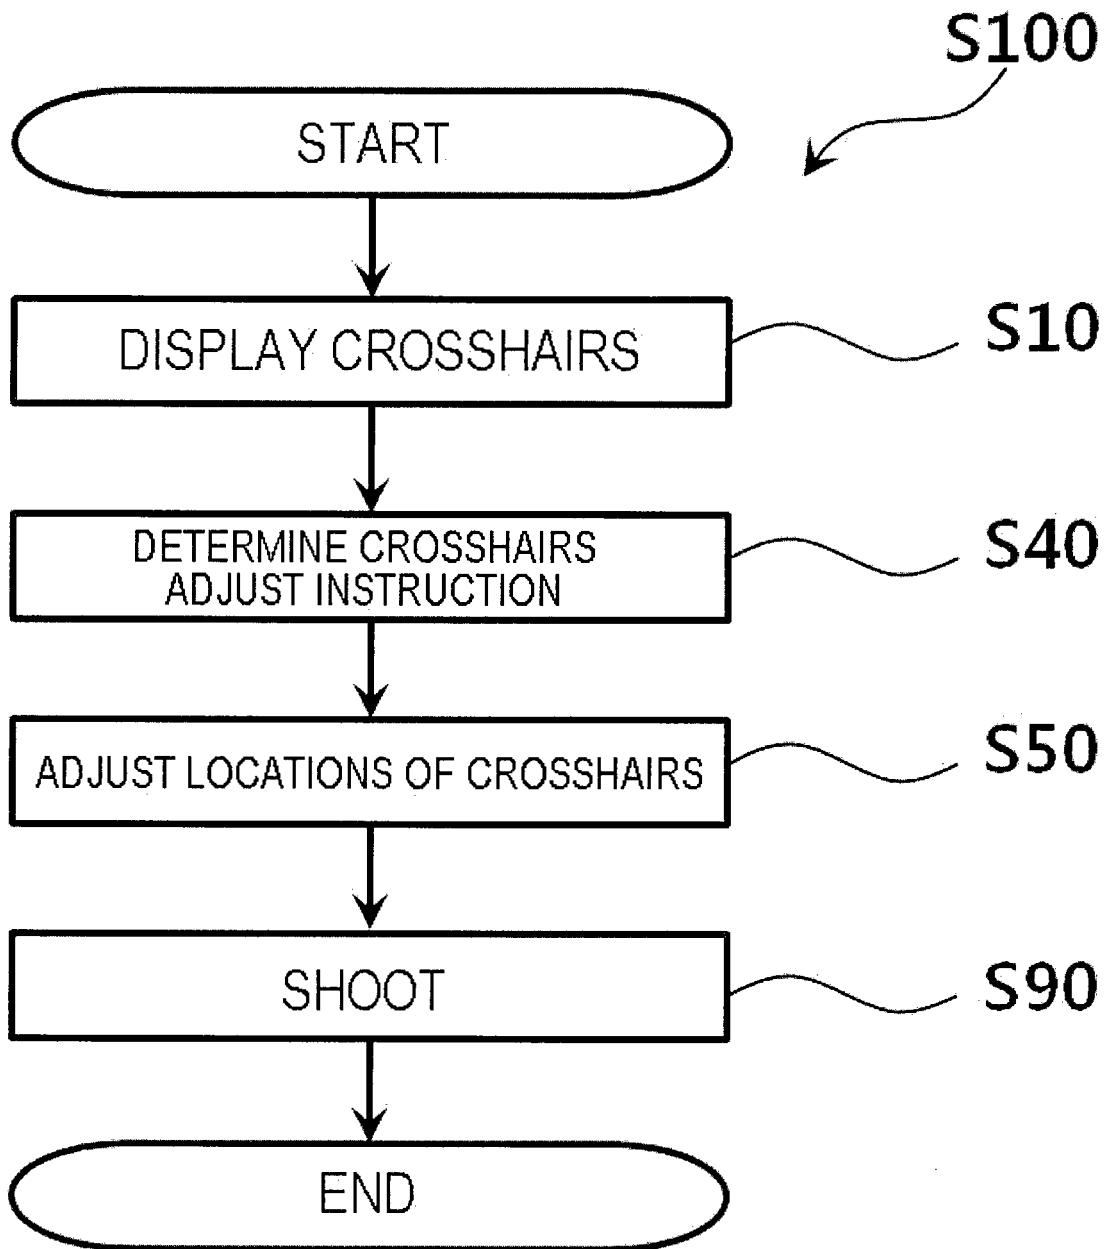 S100
START
DISPLAY CROSSHAIRS
S10
DETERMINE CROSSHAIRS
ADJUST INSTRUCTION
S40
ADJUST LOCATIONS OF CROSSHAIRS
S50
SHOOT
S90
END